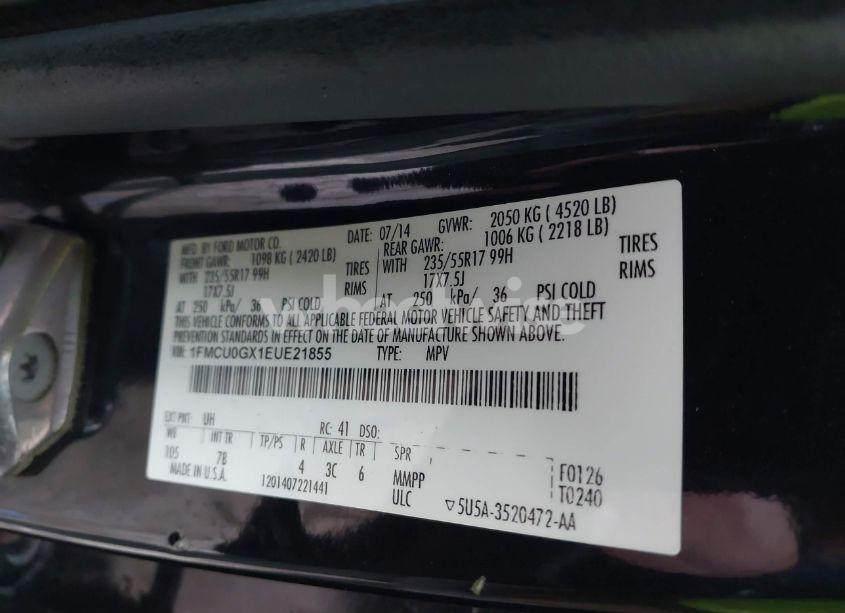 MFD. BY FORD MOTOR CO.
DATE: 07/14 GVWR: 2050 KG ( 4520 LB)
FRONT GAWR: 1098 KG ( 2420 LB)
REAR GAWR: 1006 KG ( 2218 LB)
WITH 235/55R17 99H TIRES
WITH 235/55R17 99H TIRES
17X7.5J RIMS
17X7.5J RIMS
AT 250 kPa/ 36 PSI COLD
AT 250 kPa/ 36 PSI COLD
THIS VEHICLE CONFORMS TO ALL APPLICABLE FEDERAL MOTOR VEHICLE SAFETY AND THEFT
PREVENTION STANDARDS IN EFFECT ON THE DATE OF MANUFACTURE SHOWN ABOVE.
VIN: 1FMCU0GX1EUE21855 TYPE: MPV
EXT PNT: UH RC: 41 DSO:
WB INT TR TP/PS R AXLE TR SPR
105 7B 4 3C 6 MMPP
MADE IN U.S.A. 1201407221441 ULC
F0126
T0240
▽5U5A-3520472-AA
wheelwise